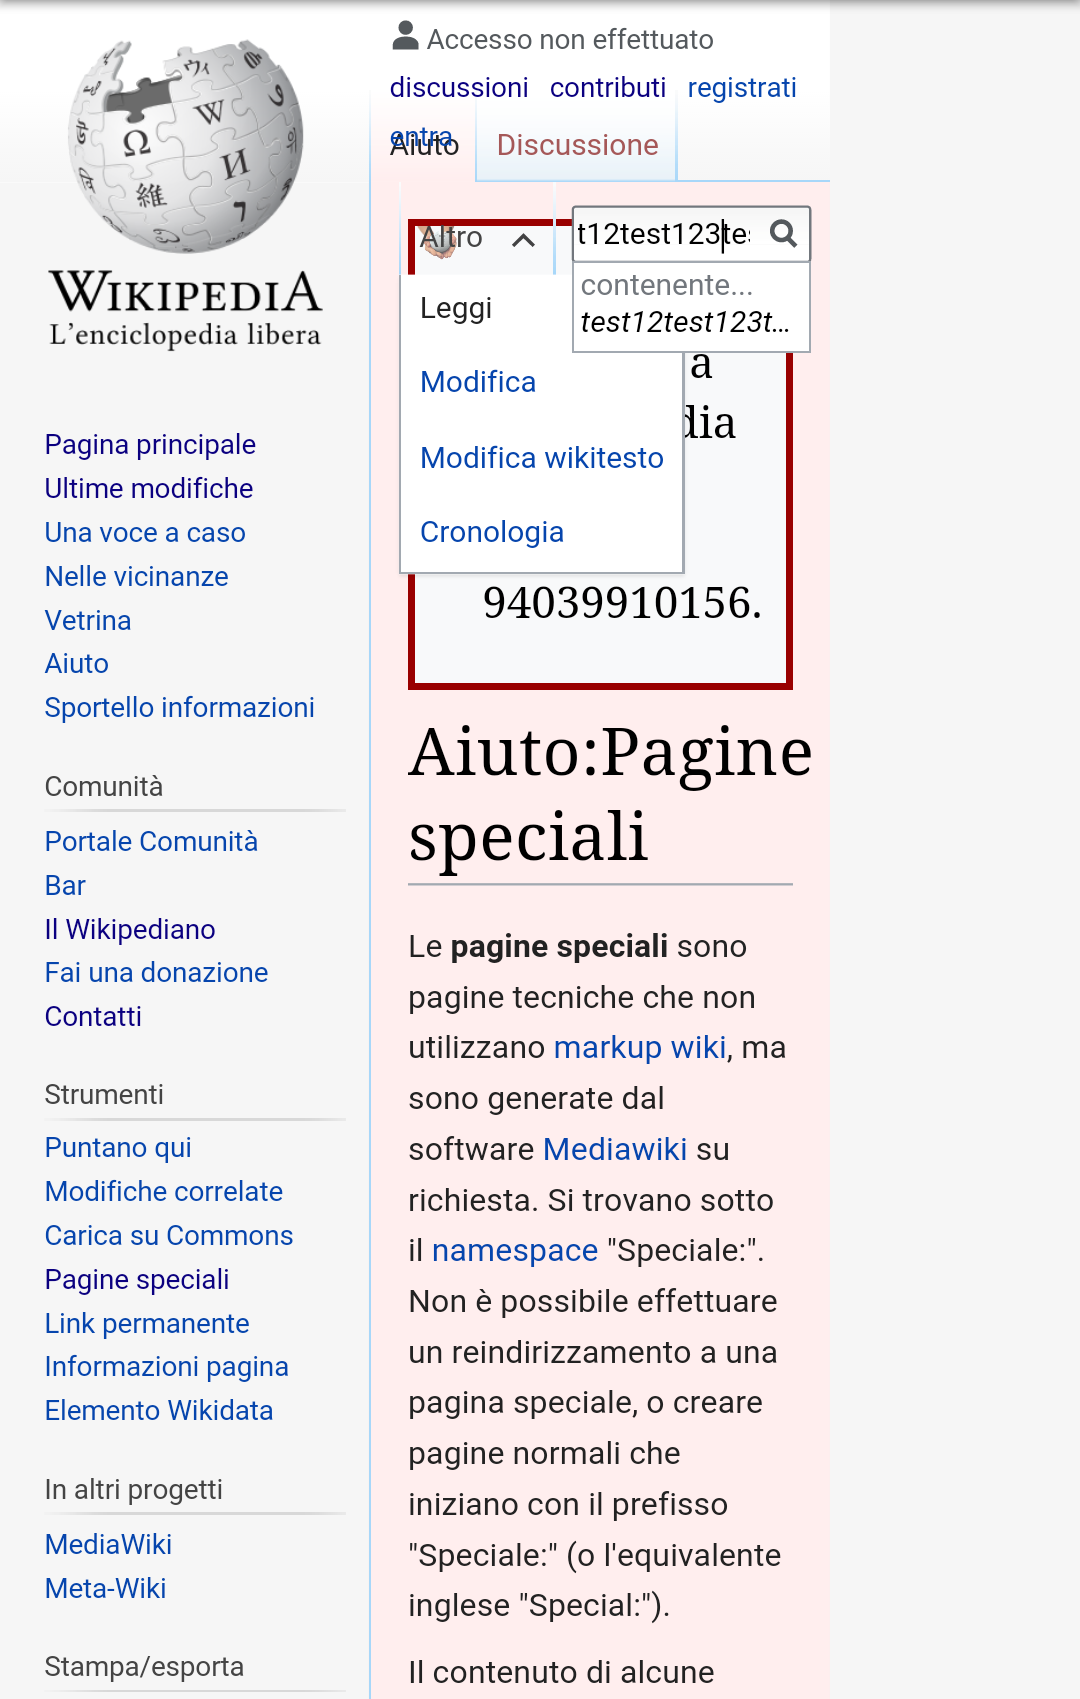 WIKIPEDIA
L'enciclopedia libera
Pagina principale
Ultime modifiche
Una voce a caso
Nelle vicinanze
Vetrina
Aiuto
Sportello informazioni
Comunità
Portale Comunità
Bar
Il Wikipediano
Fai una donazione
Contatti
Strumenti
Puntano qui
Modifiche correlate
Carica su Commons
Pagine speciali
Link permanente
Informazioni pagina
Elemento Wikidata
In altri progetti
MediaWiki
Meta-Wiki
Stampa/esporta
Accesso non effettuato
discussioni contributi registrati
entra
Aiuto Discussione
Altro
t12test123tes
contenente...
test12test123t...
Leggi
Modifica
Modifica wikitesto
Cronologia
a
dia
94039910156.
Aiuto:Pagine
speciali
Le pagine speciali sono
pagine tecniche che non
utilizzano markup wiki, ma
sono generate dal
software Mediawiki su
richiesta. Si trovano sotto
il namespace "Speciale:".
Non è possibile effettuare
un reindirizzamento a una
pagina speciale, o creare
pagine normali che
iniziano con il prefisso
"Speciale:" (o l'equivalente
inglese "Special:").
Il contenuto di alcune